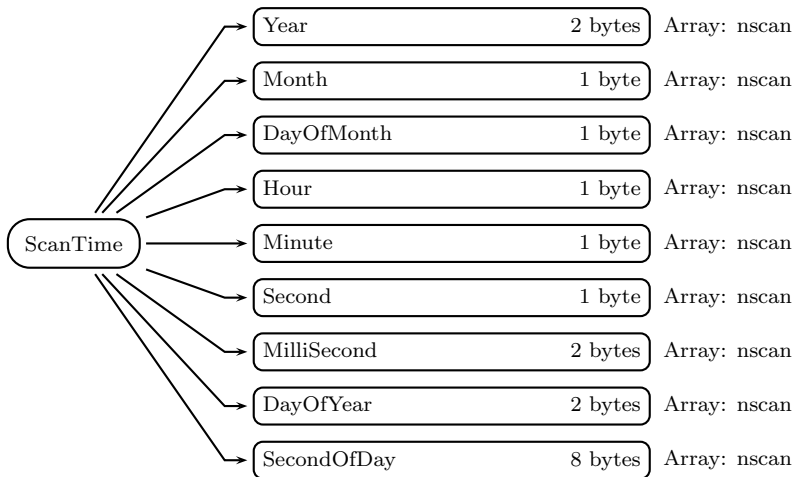 Year 2 bytes Array: nscan
Month 1 byte Array: nscan
DayOfMonth 1 byte Array: nscan
Hour 1 byte Array: nscan
ScanTime Minute 1 byte Array: nscan
Second 1 byte Array: nscan
MilliSecond 2 bytes Array: nscan
DayOfYear 2 bytes Array: nscan
SecondOfDay 8 bytes Array: nscan